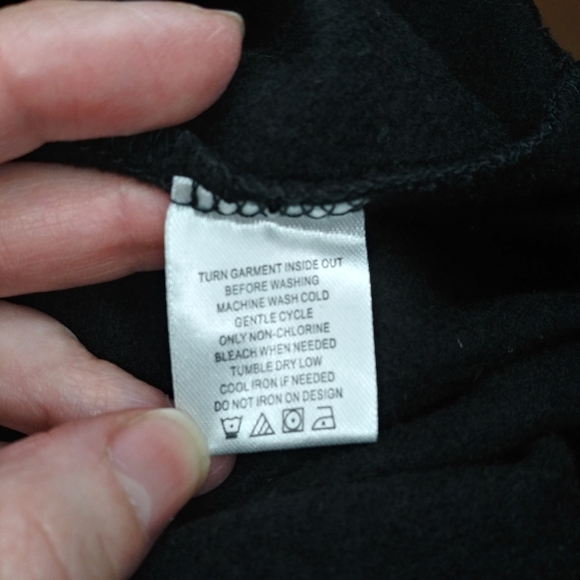 TURN GARMENT INSIDE OUT
BEFORE WASHING
MACHINE WASH COLD
GENTLE CYCLE
ONLY NON-CHLORINE
BLEACH WHEN NEEDED
TUMBLE DRY LOW
COOL IRON IF NEEDED
DO NOT IRON ON DESIGN